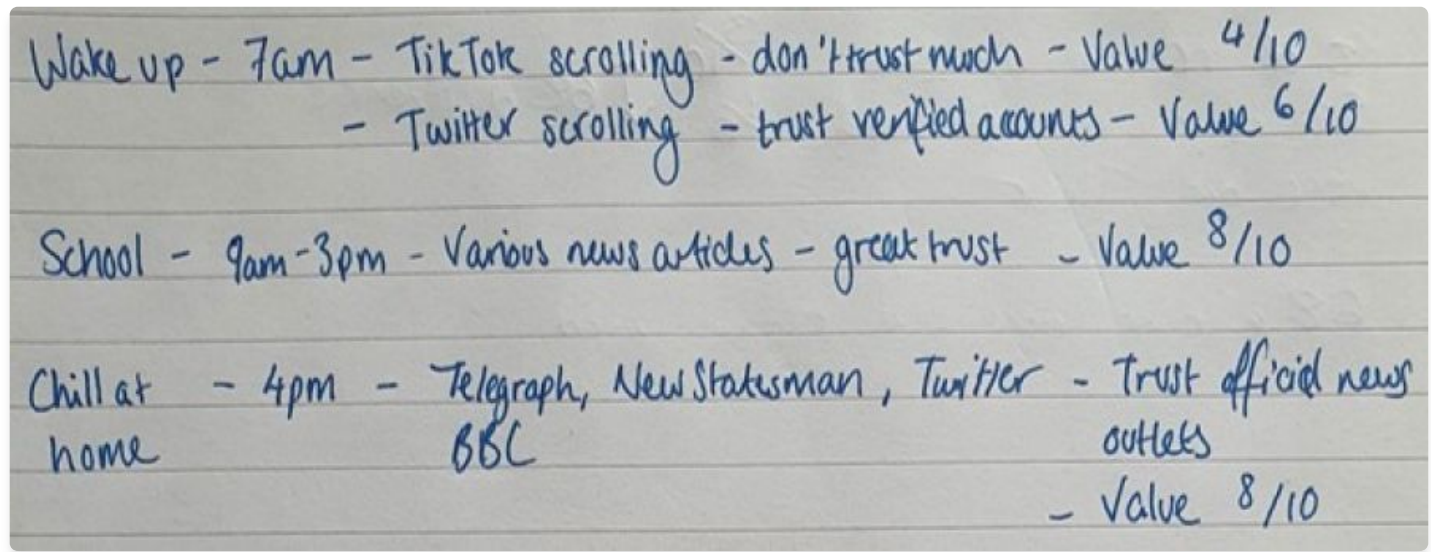 Wake up - 7am - TikTok scrolling - don't trust much - Value 4/10
- Twitter scrolling - trust verified accounts - Value 6/10
School - 9am-3pm - Various news articles - great trust - Value 8/10
Chill at - 4pm - Telegraph, New Statesman, Twitter - Trust official news
home BBC outlets
- Value 8/10